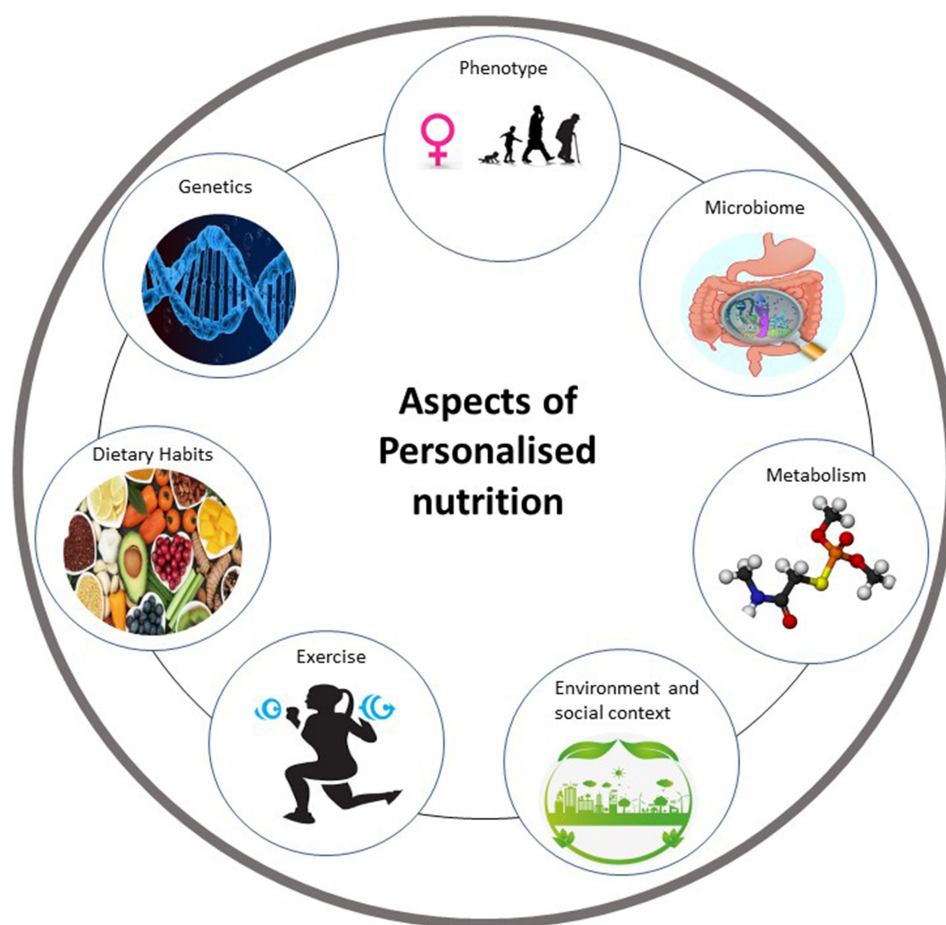 Phenotype
Genetics
Microbiome
Aspects of
Personalised
nutrition
Dietary Habits
Metabolism
Exercise
Environment and
social context